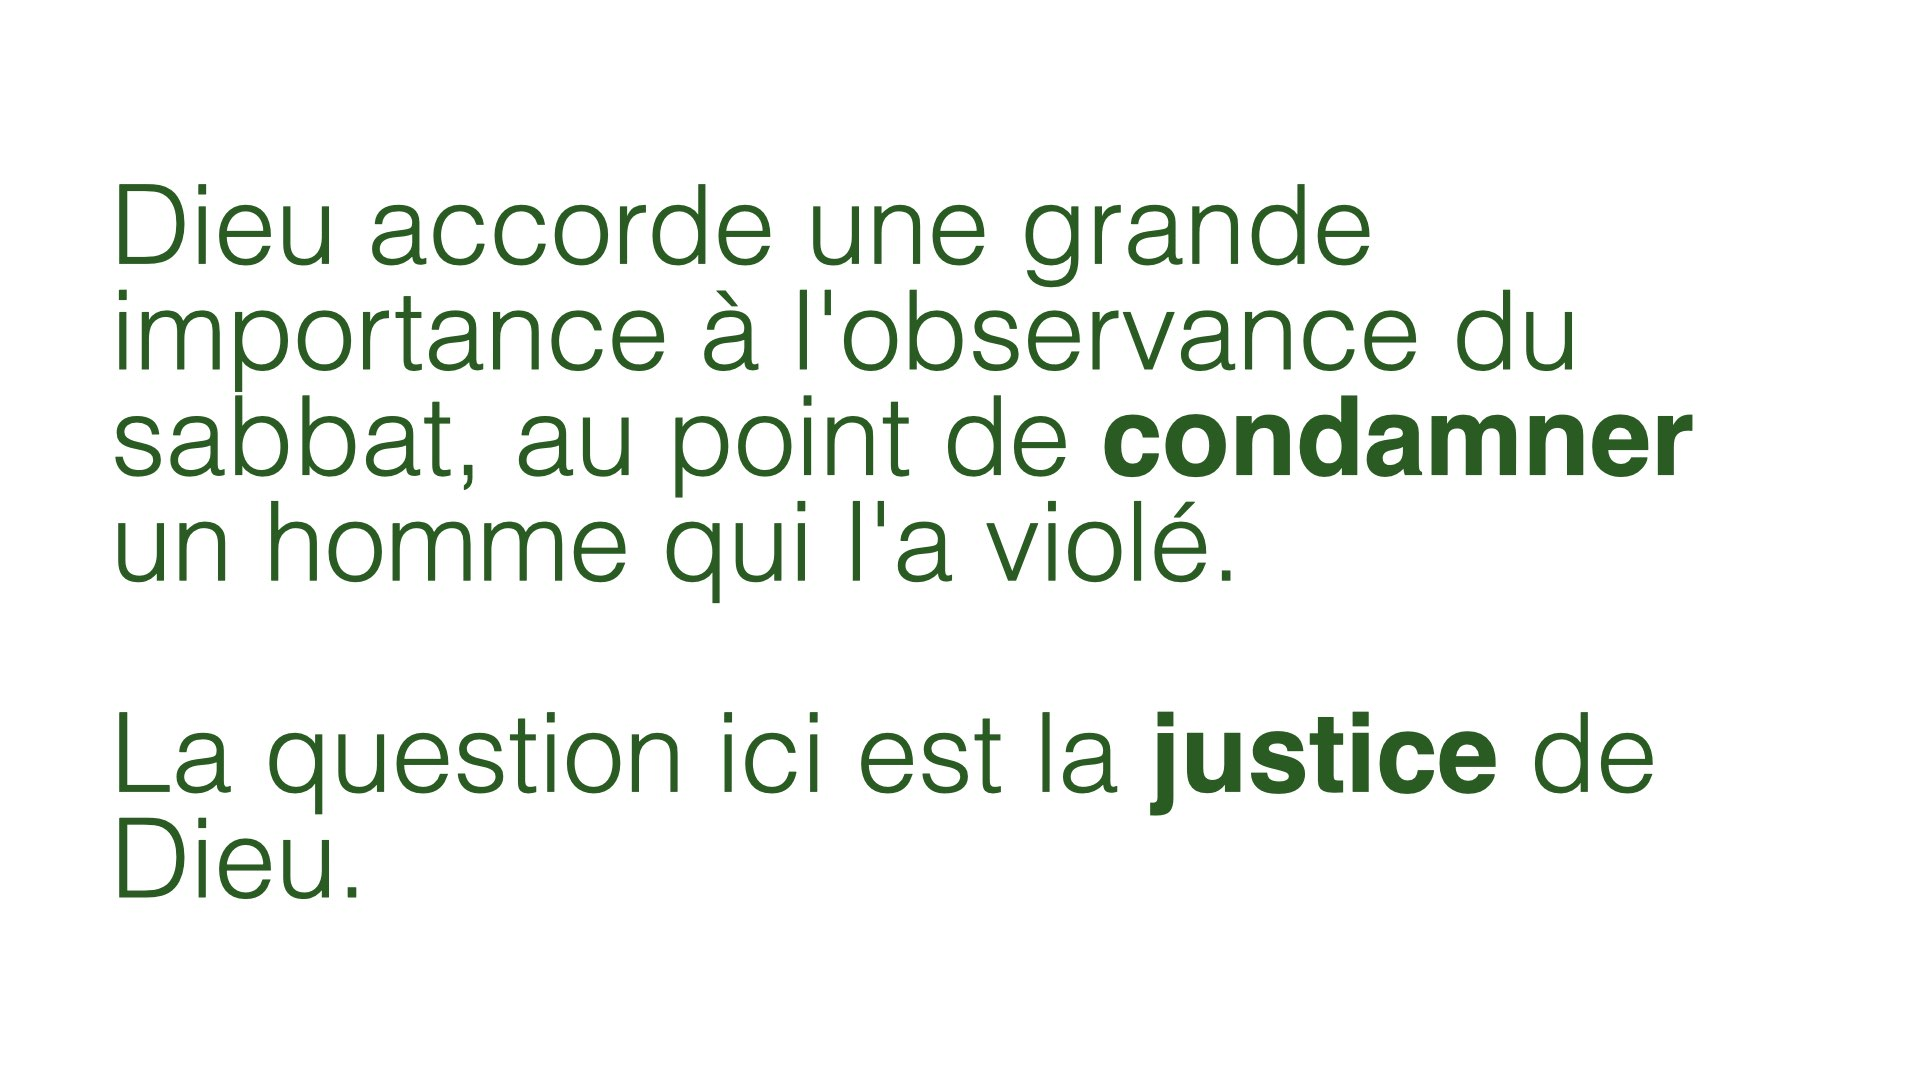 Dieu accorde une grande
importance à l'observance du
sabbat, au point de condamner
un homme qui l'a violé.
La question ici est la justice de
Dieu.